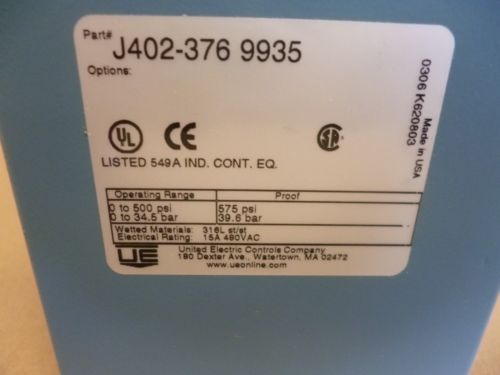 Part# J402-376 9935
Options:
UL CE SA
LISTED 549A IND. CONT. EQ.
Operating Range Proof
0 to 500 psi 575 psi
0 to 34.5 bar 39.6 bar
Wetted Materials: 316L st/st
Electrical Rating: 15A 480VAC
UE United Electric Controls Company
180 Dexter Ave., Watertown, MA 02472
www.ueonline.com
0306 K620803
Made in USA